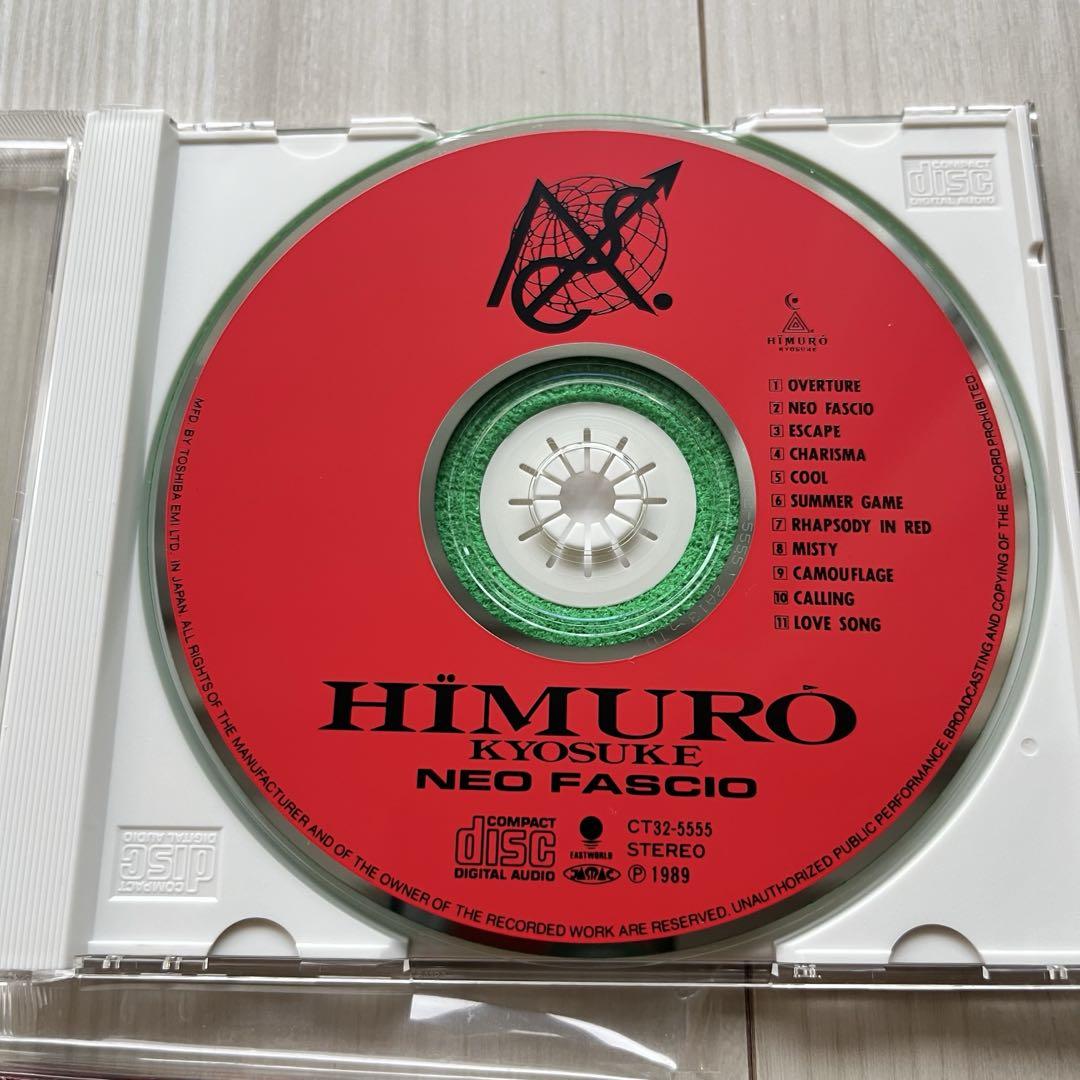 COMPACT
disc
DIGITAL AUDIO
HÏMURÓ
KYOSUKE
1 OVERTURE
2 NEO FASCIO
3 ESCAPE
4 CHARISMA
5 COOL
6 SUMMER GAME
7 RHAPSODY IN RED
8 MISTY
9 CAMOUFLAGE
10 CALLING
11 LOVE SONG
HÏMURÓ
KYOSUKE
NEO FASCIO
COMPACT
disc
DIGITAL AUDIO
EASTWORLD
JASRAC
CT32-5555
STEREO
Ⓟ 1989
MFD. BY TOSHIBA EMI LTD. IN JAPAN. ALL RIGHTS OF THE MANUFACTURER AND OF THE OWNER OF THE RECORDED WORK ARE RESERVED. UNAUTHORIZED PUBLIC PERFORMANCE, BROADCASTING AND COPYING OF THE RECORD PROHIBITED.
COMPACT
disc
DIGITAL AUDIO